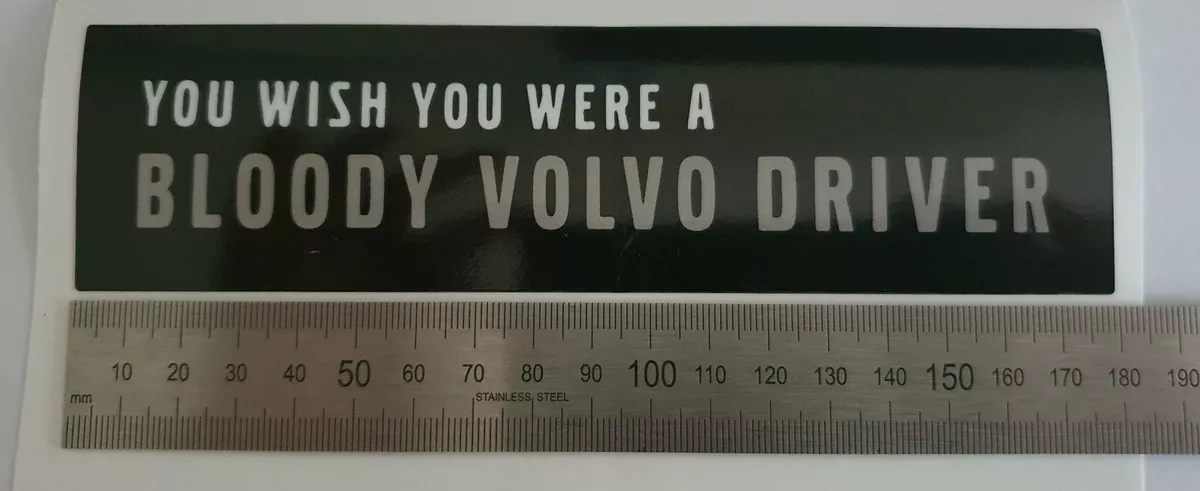 YOU WISH YOU WERE A
BLOODY VOLVO DRIVER
10 20 30 40 50 60 70 80 90 100 110 120 130 140 150 160 170 180 190
mm STAINLESS STEEL